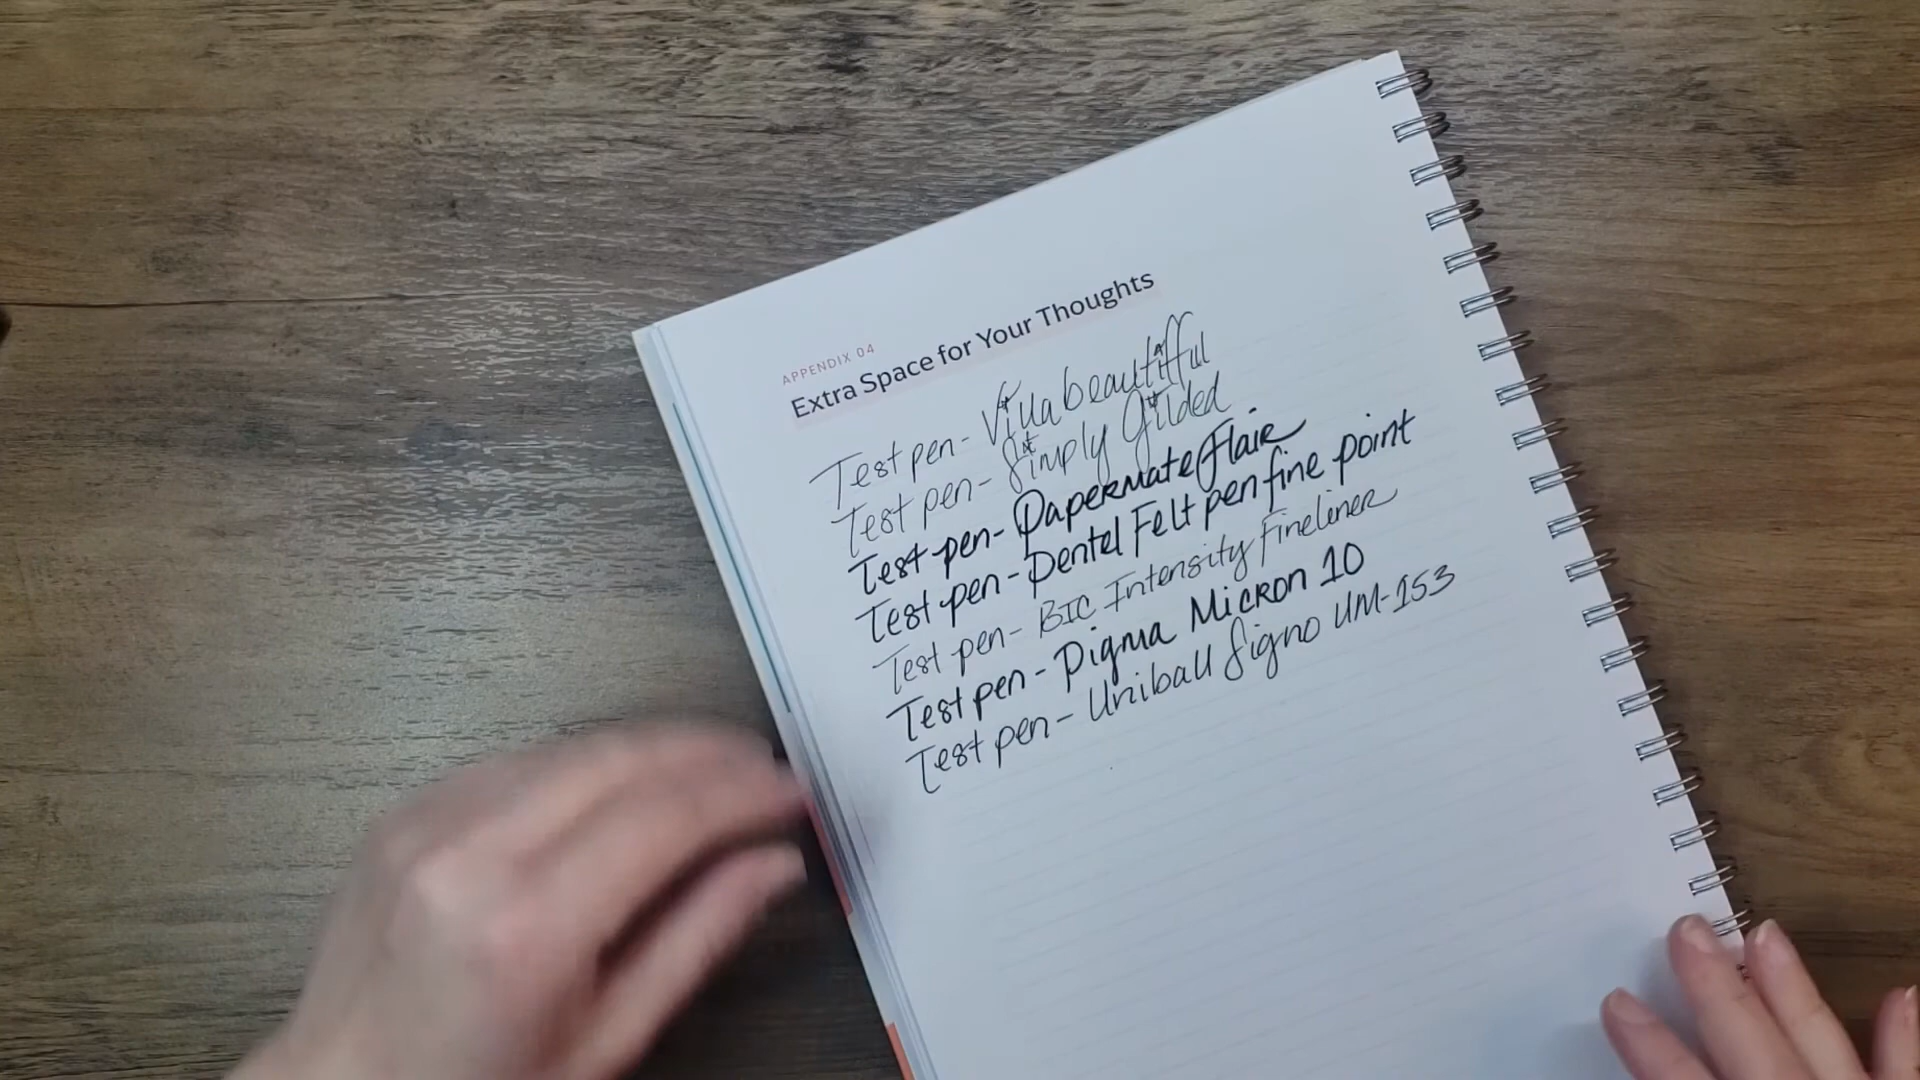 APPENDIX 04
Extra Space for Your Thoughts
Test pen - Villabeautifful
Test pen - Simply Gilded
Test pen - Papermate Flair
Test pen - Pentel Felt pen fine point
Test pen - BIC Intensity Fineliner
Test pen - Pigma Micron 10
Test pen - Uniball Signo UM-153